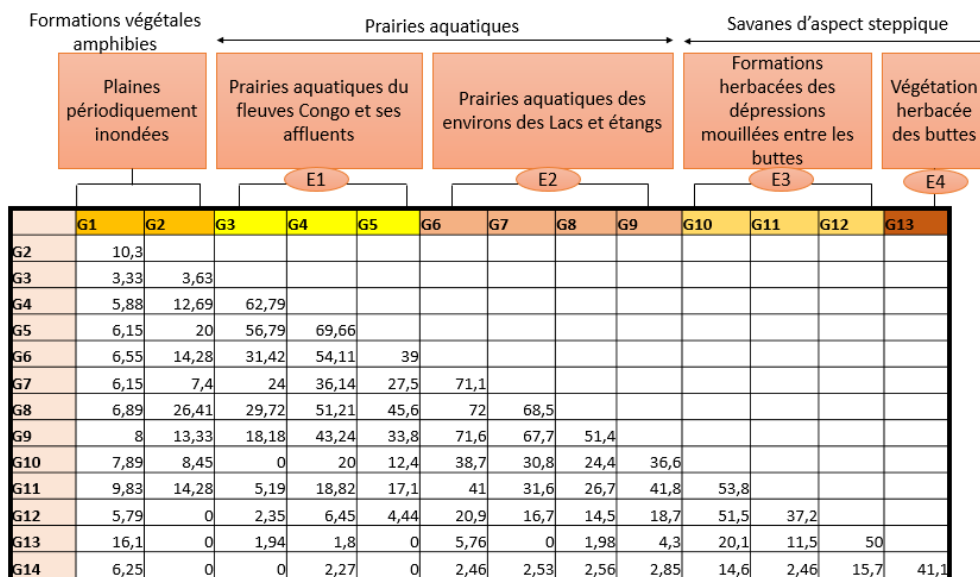 Formations végétales
amphibies
Prairies aquatiques
Savanes d'aspect steppique
Plaines
périodiquement
inondées
Prairies aquatiques du
fleuves Congo et ses
affluents
Prairies aquatiques des
environs des Lacs et étangs
Formations
herbacées des
dépressions
mouillées entre les
buttes
Végétation
herbacée
des buttes
E1
E2
E3
E4
G1 G2 G3 G4 G5 G6 G7 G8 G9 G10 G11 G12 G13
G2 10,3
G3 3,33 3,63
G4 5,88 12,69 62,79
G5 6,15 20 56,79 69,66
G6 6,55 14,28 31,42 54,11 39
G7 6,15 7,4 24 36,14 27,5 71,1
G8 6,89 26,41 29,72 51,21 45,6 72 68,5
G9 8 13,33 18,18 43,24 33,8 71,6 67,7 51,4
G10 7,89 8,45 0 20 12,4 38,7 30,8 24,4 36,6
G11 9,83 14,28 5,19 18,82 17,1 41 31,6 26,7 41,8 53,8
G12 5,79 0 2,35 6,45 4,44 20,9 16,7 14,5 18,7 51,5 37,2
G13 16,1 0 1,94 1,8 0 5,76 0 1,98 4,3 20,1 11,5 50
G14 6,25 0 0 2,27 0 2,46 2,53 2,56 2,85 14,6 2,46 15,7 41,1